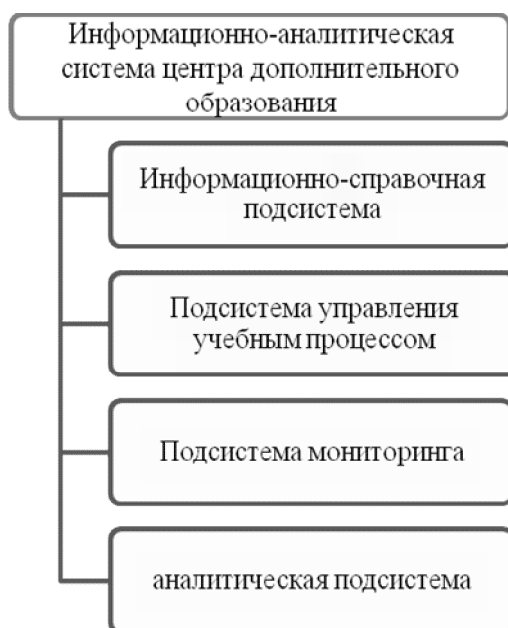 Информационно-аналитическая
система центра дополнительного
образования
Информационно-справочная
подсистема
Подсистема управления
учебным процессом
Подсистема мониторинга
аналитическая подсистема